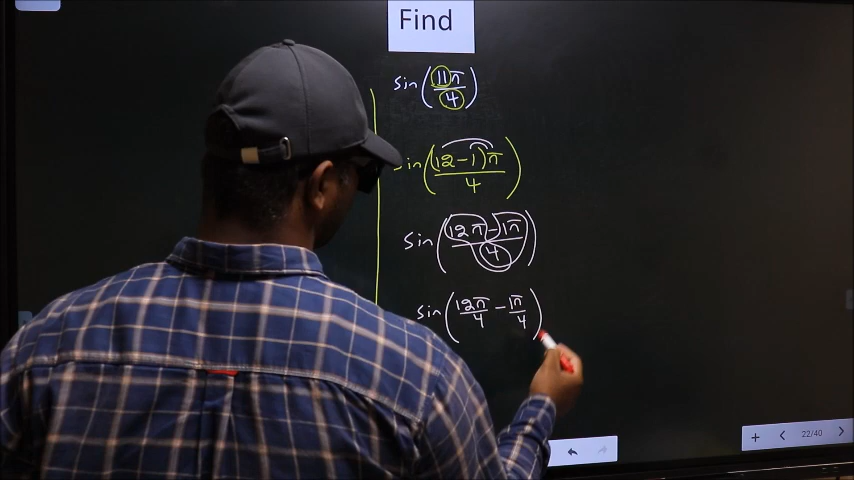 Find
sin(11π/4)
sin((12-1)π/4)
sin((12π-1π)/4)
sin(12π/4 - 1π/4)
22/40